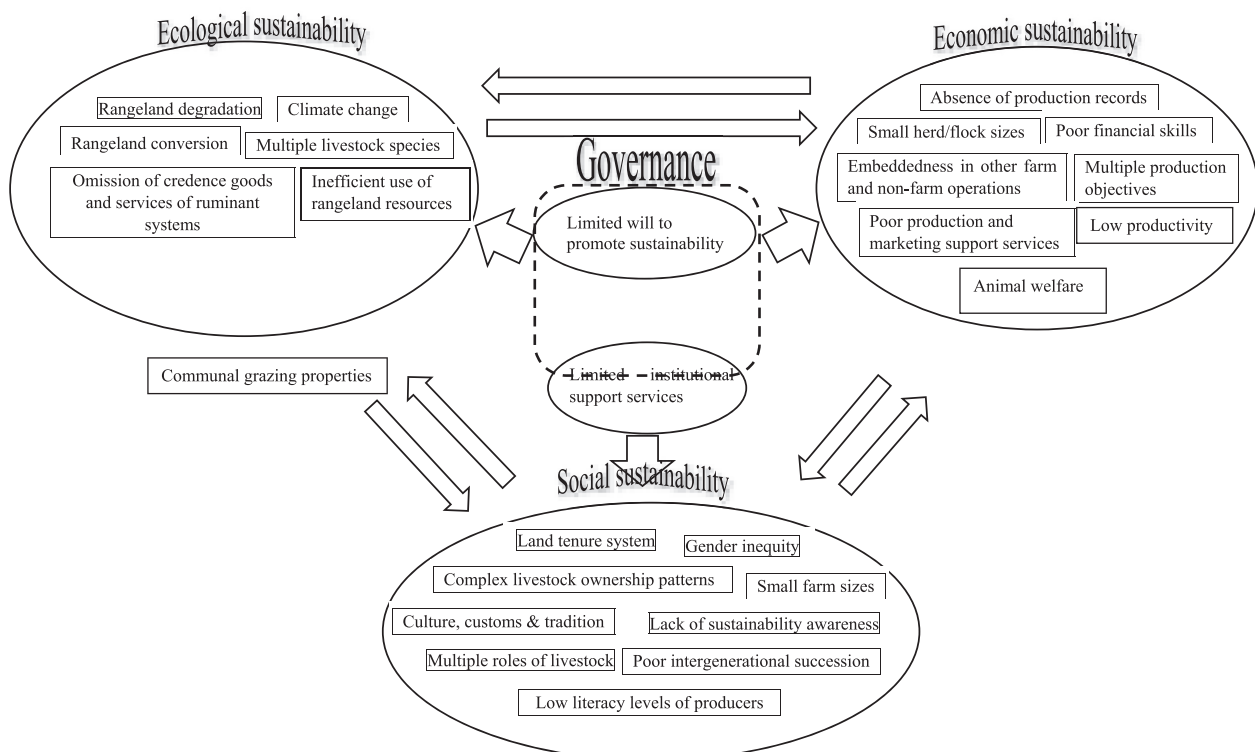 Ecological sustainability
Rangeland degradation
Climate change
Rangeland conversion
Multiple livestock species
Omission of credence goods
and services of ruminant
systems
Inefficient use of
rangeland resources
Economic sustainability
Absence of production records
Small herd/flock sizes
Poor financial skills
Embeddedness in other farm
and non-farm operations
Multiple production
objectives
Poor production and
marketing support services
Low productivity
Animal welfare
Governance
Limited will to
promote sustainability
Limited institutional
support services
Communal grazing properties
Social sustainability
Land tenure system
Gender inequity
Complex livestock ownership patterns
Small farm sizes
Culture, customs & tradition
Lack of sustainability awareness
Multiple roles of livestock
Poor intergenerational succession
Low literacy levels of producers